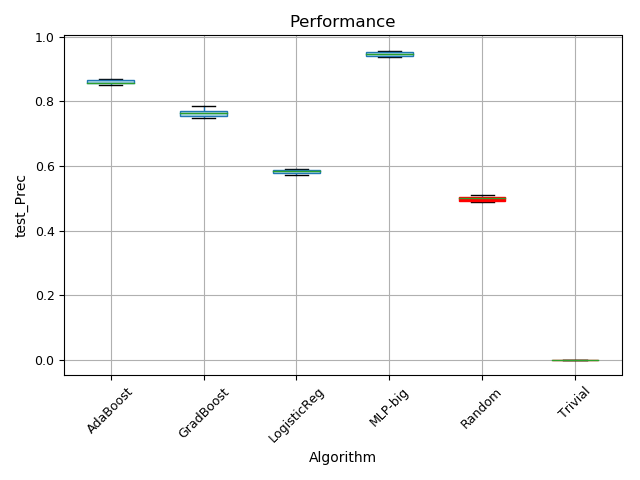 Performance
1.0
0.8
0.6
0.4
0.2
0.0
test_Prec
AdaBoost
GradBoost
LogisticReg
MLP-big
Random
Trivial
Algorithm